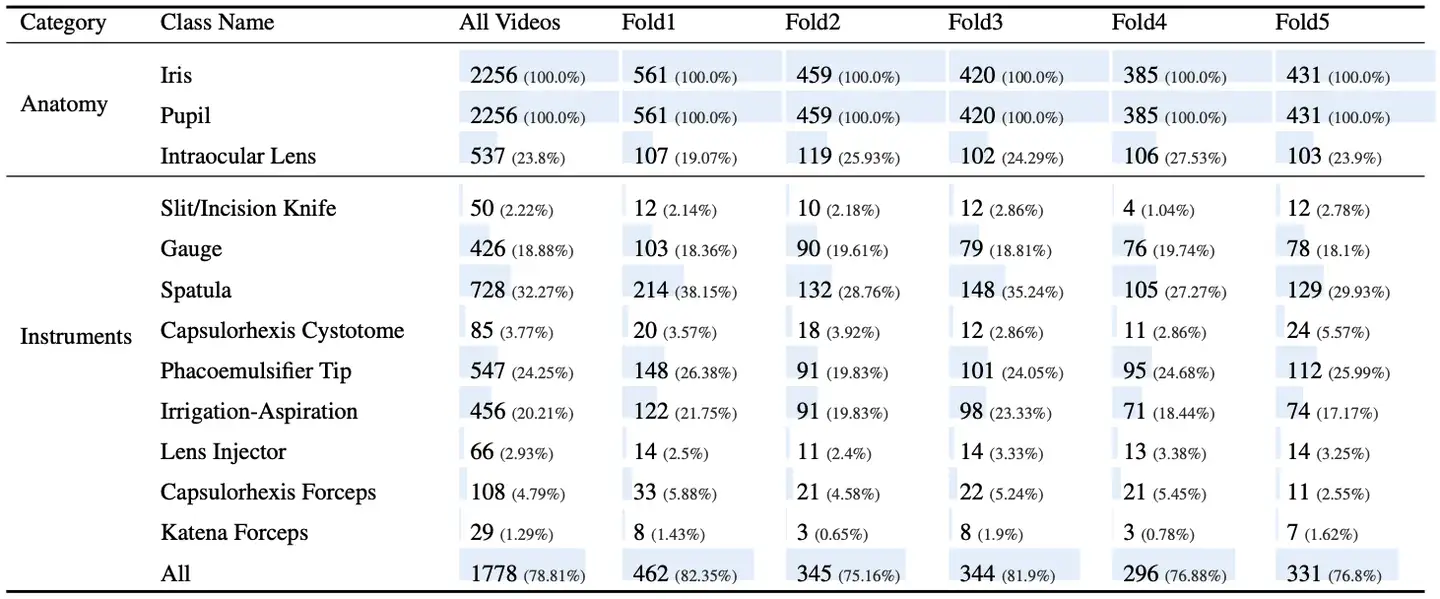 Category Class Name All Videos Fold1 Fold2 Fold3 Fold4 Fold5
Iris 2256 (100.0%) 561 (100.0%) 459 (100.0%) 420 (100.0%) 385 (100.0%) 431 (100.0%)
Anatomy
Pupil 2256 (100.0%) 561 (100.0%) 459 (100.0%) 420 (100.0%) 385 (100.0%) 431 (100.0%)
Intraocular Lens 537 (23.8%) 107 (19.07%) 119 (25.93%) 102 (24.29%) 106 (27.53%) 103 (23.9%)
Slit/Incision Knife 50 (2.22%) 12 (2.14%) 10 (2.18%) 12 (2.86%) 4 (1.04%) 12 (2.78%)
Gauge 426 (18.88%) 103 (18.36%) 90 (19.61%) 79 (18.81%) 76 (19.74%) 78 (18.1%)
Spatula 728 (32.27%) 214 (38.15%) 132 (28.76%) 148 (35.24%) 105 (27.27%) 129 (29.93%)
Capsulorhexis Cystotome 85 (3.77%) 20 (3.57%) 18 (3.92%) 12 (2.86%) 11 (2.86%) 24 (5.57%)
Instruments
Phacoemulsifier Tip 547 (24.25%) 148 (26.38%) 91 (19.83%) 101 (24.05%) 95 (24.68%) 112 (25.99%)
Irrigation-Aspiration 456 (20.21%) 122 (21.75%) 91 (19.83%) 98 (23.33%) 71 (18.44%) 74 (17.17%)
Lens Injector 66 (2.93%) 14 (2.5%) 11 (2.4%) 14 (3.33%) 13 (3.38%) 14 (3.25%)
Capsulorhexis Forceps 108 (4.79%) 33 (5.88%) 21 (4.58%) 22 (5.24%) 21 (5.45%) 11 (2.55%)
Katena Forceps 29 (1.29%) 8 (1.43%) 3 (0.65%) 8 (1.9%) 3 (0.78%) 7 (1.62%)
All 1778 (78.81%) 462 (82.35%) 345 (75.16%) 344 (81.9%) 296 (76.88%) 331 (76.8%)